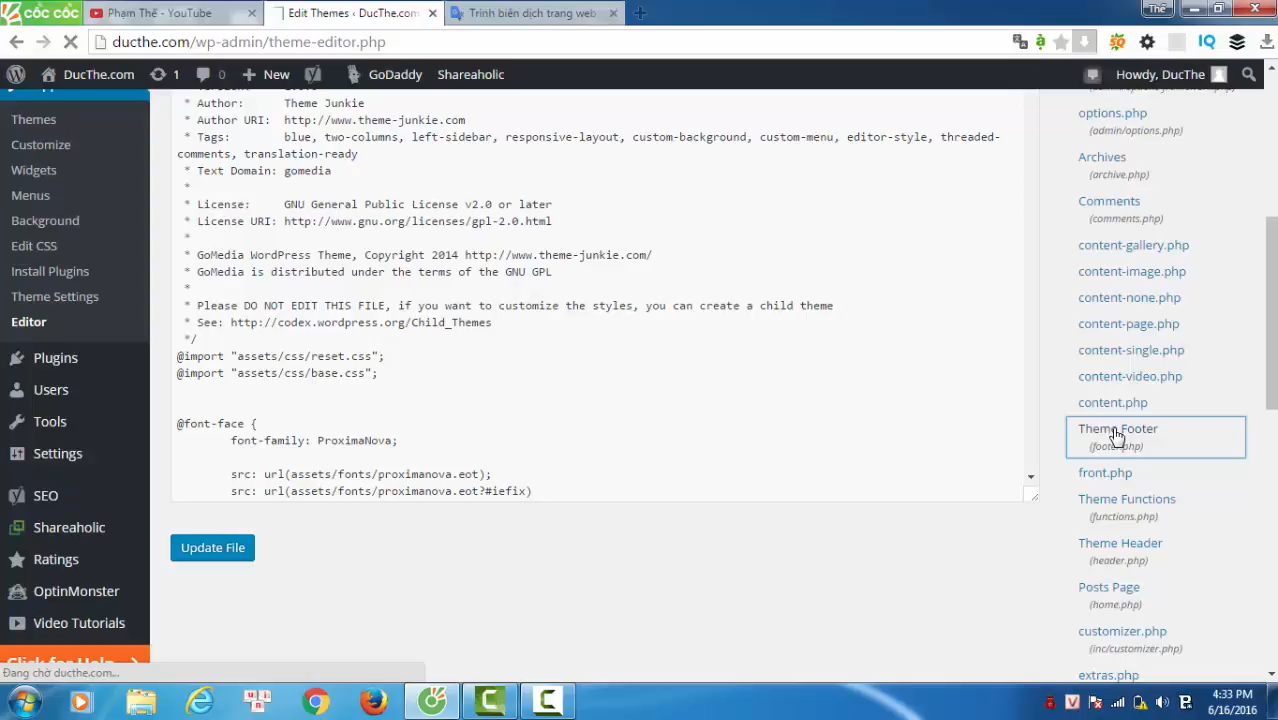 cốc cốc
Phạm Thế - YouTube
Edit Themes ‹ DucThe.com
Trình biên dịch trang web
Thế
ducthe.com/wp-admin/theme-editor.php
DucThe.com
1
0
New
GoDaddy
Shareaholic
Howdy, DucThe
Themes
Customize
Widgets
Menus
Background
Edit CSS
Install Plugins
Theme Settings
Editor
Plugins
Users
Tools
Settings
SEO
Shareaholic
Ratings
OptinMonster
Video Tutorials
Click for Help
Đang chờ ducthe.com...
* Author: Theme Junkie
* Author URI: http://www.theme-junkie.com
* Tags: blue, two-columns, left-sidebar, responsive-layout, custom-background, custom-menu, editor-style, threaded-
comments, translation-ready
* Text Domain: gomedia
*
* License: GNU General Public License v2.0 or later
* License URI: http://www.gnu.org/licenses/gpl-2.0.html
*
* GoMedia WordPress Theme, Copyright 2014 http://www.theme-junkie.com/
* GoMedia is distributed under the terms of the GNU GPL
*
* Please DO NOT EDIT THIS FILE, if you want to customize the styles, you can create a child theme
* See: http://codex.wordpress.org/Child_Themes
*/
@import "assets/css/reset.css";
@import "assets/css/base.css";
@font-face {
font-family: ProximaNova;
src: url(assets/fonts/proximanova.eot);
src: url(assets/fonts/proximanova.eot?#iefix)
Update File
options.php
(admin/options.php)
Archives
(archive.php)
Comments
(comments.php)
content-gallery.php
content-image.php
content-none.php
content-page.php
content-single.php
content-video.php
content.php
Theme Footer
(footer.php)
front.php
Theme Functions
(functions.php)
Theme Header
(header.php)
Posts Page
(home.php)
customizer.php
(inc/customizer.php)
extras.php
4:33 PM
6/16/2016